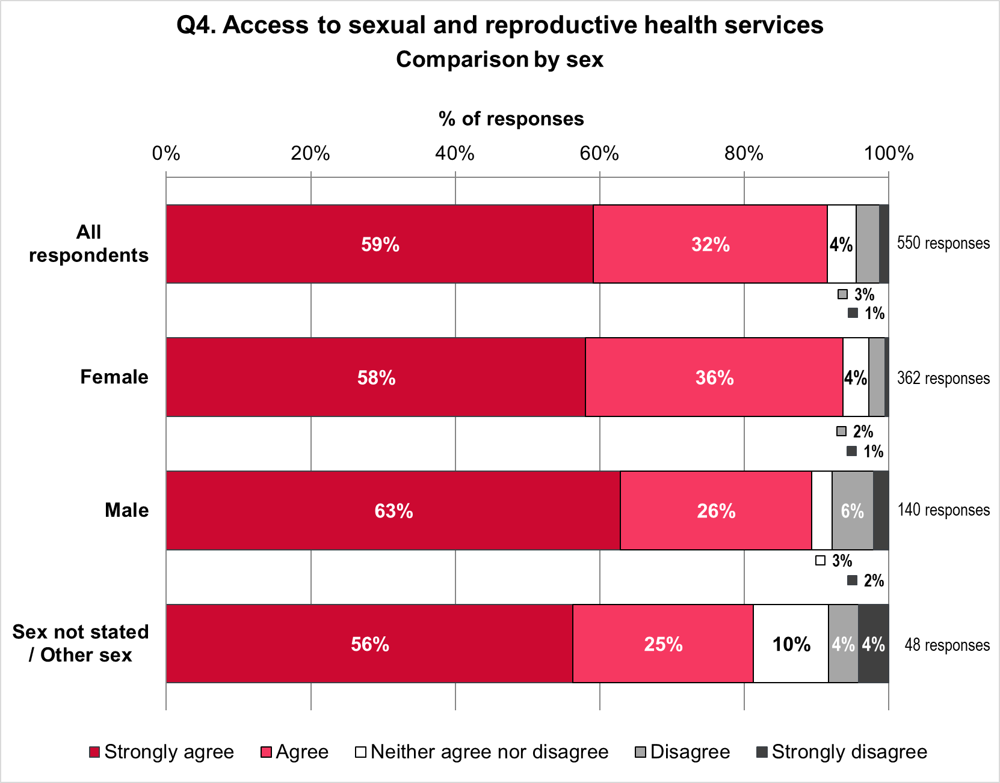 Q4. Access to sexual and reproductive health services
Comparison by sex
% of responses
0% 20% 40% 60% 80% 100%
All
respondents
59% 32% 4%
550 responses
3%
1%
Female
58% 36% 4%
362 responses
2%
1%
Male
63% 26% 6%
140 responses
3%
2%
Sex not stated
/ Other sex
56% 25% 10% 4% 4%
48 responses
Strongly agree Agree Neither agree nor disagree Disagree Strongly disagree